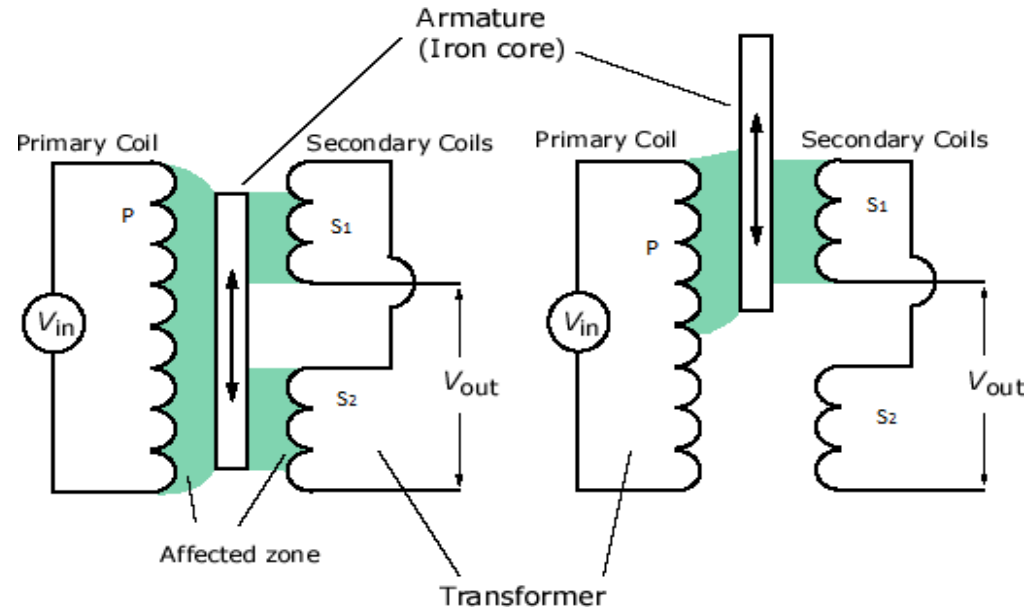 Armature
(Iron core)
Primary Coil
Secondary Coils
Primary Coil
Secondary Coils
P
S1
P
S1
Vin
Vout
Vin
Vout
S2
S2
Affected zone
Transformer